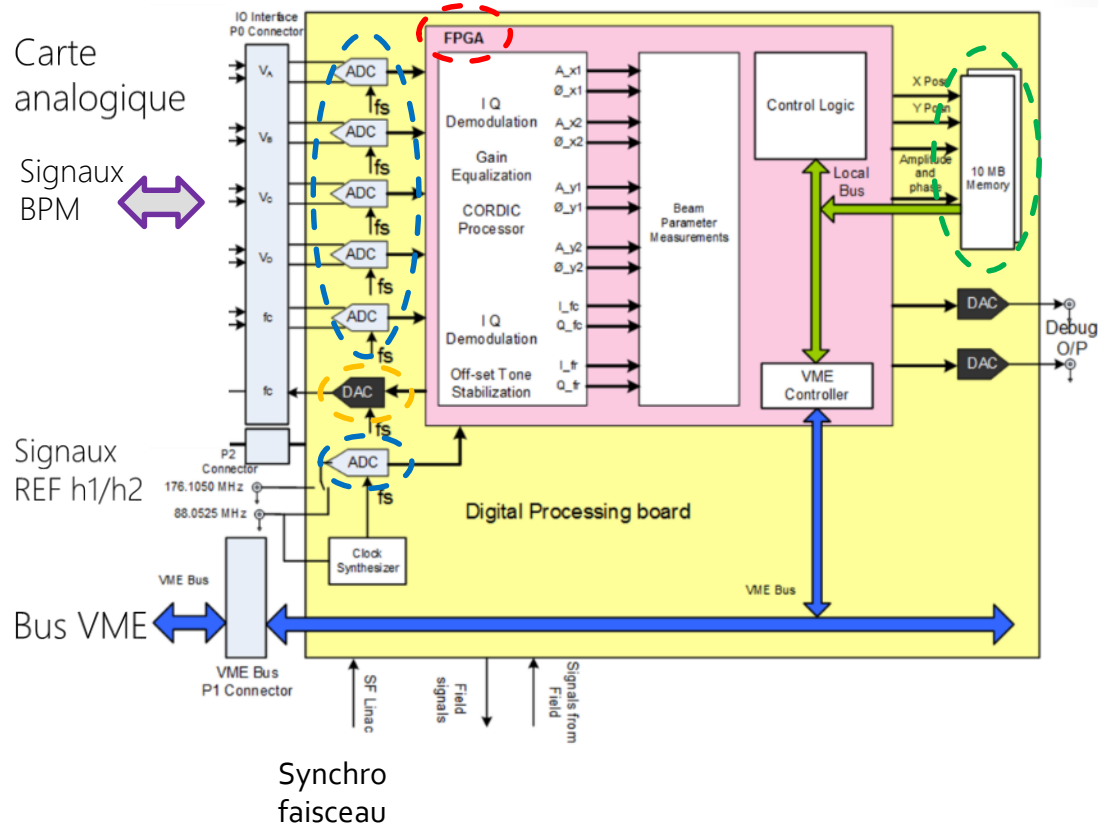 IO Interface
P0 Connector
Carte
analogique
Signaux
BPM
V_A
V_B
V_C
V_D
fc
fc
ADC
fs
ADC
fs
ADC
fs
ADC
fs
ADC
fs
DAC
fs
ADC
fs
FPGA
I Q
Demodulation
Gain
Equalization
CORDIC
Processor
I Q
Demodulation
Off-set Tone
Stabilization
A_x1
Ø_x1
A_x2
Ø_x2
A_y1
Ø_y1
A_y2
Ø_y2
I_fc
Q_fc
I_fr
Q_fr
Beam
Parameter
Measurements
Control Logic
Local
Bus
VME
Controller
X Posn
Y Posn
Amplitude
and
phase
10 MB
Memory
DAC
DAC
Debug
O/P
P2
Connector
Signaux
REF h1/h2
176.1050 MHz
88.0525 MHz
Clock
Synthesizer
Digital Processing board
VME Bus
VME Bus
Bus VME
VME Bus
P1 Connector
SF Linac
Field
signals
Signals from
Field
Synchro
faisceau